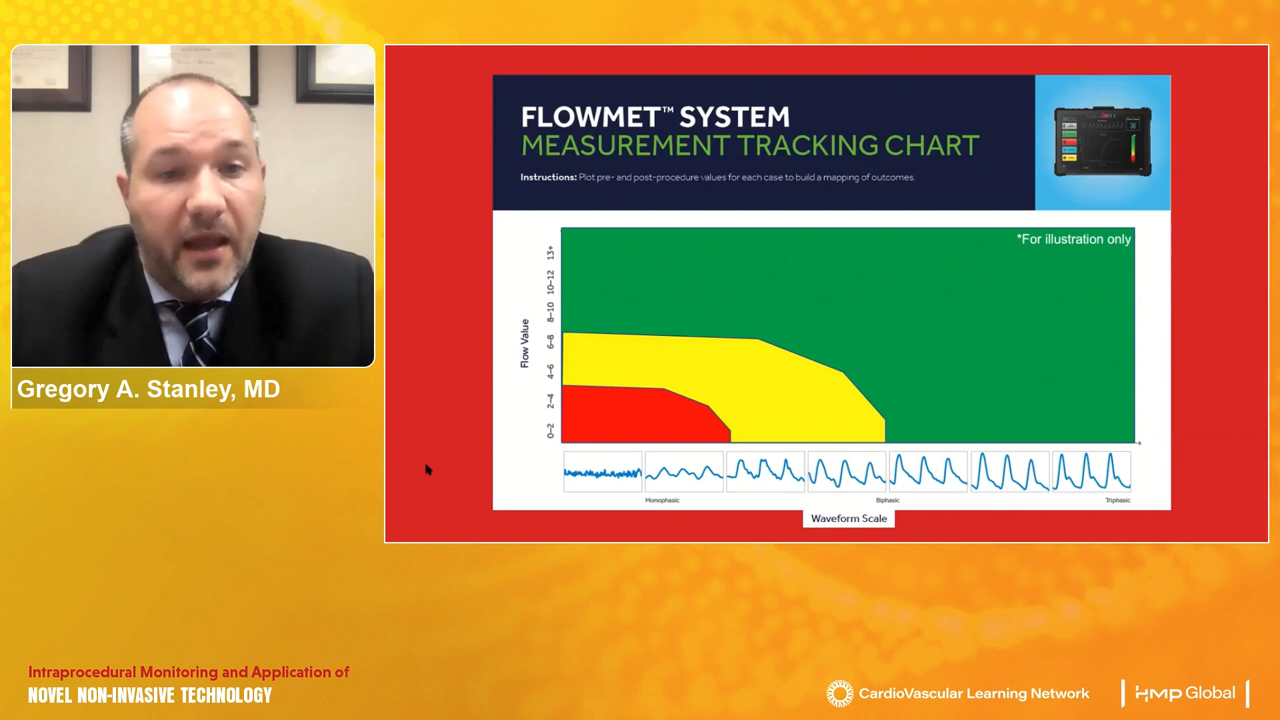 FLOWMET™ SYSTEM
MEASUREMENT TRACKING CHART
Instructions: Plot pre- and post-procedure values for each case to build a mapping of outcomes.
*For illustration only
Flow Value
13+
10–12
8–10
6–8
4–6
2–4
0–2
Monophasic
Biphasic
Triphasic
Waveform Scale
Gregory A. Stanley, MD
Intraprocedural Monitoring and Application of
NOVEL NON-INVASIVE TECHNOLOGY
CardioVascular Learning Network
HMP Global